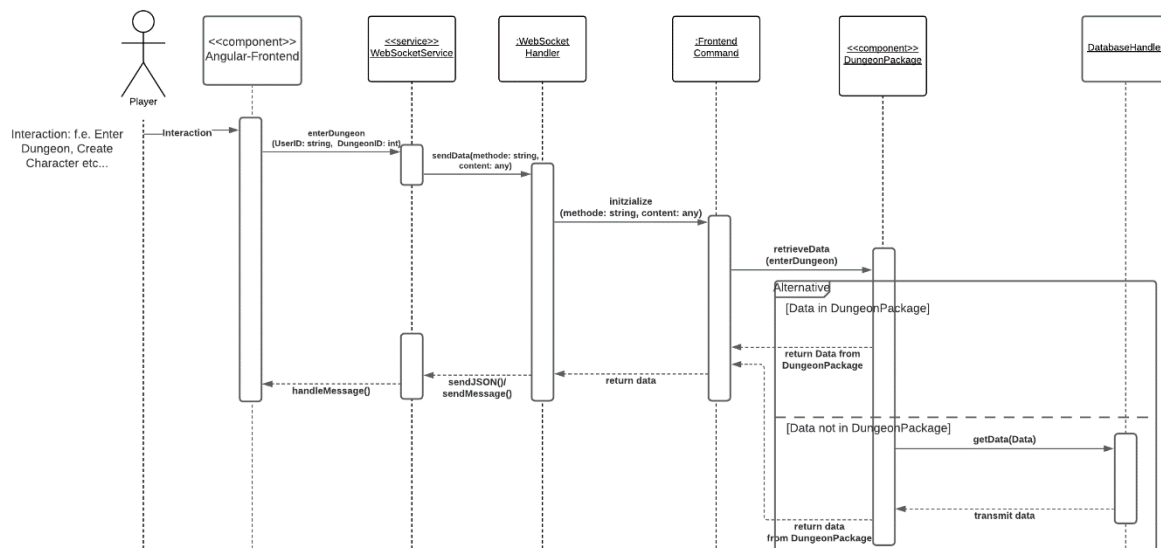 <<component>>
Angular-Frontend
<<service>>
WebSocketService
:WebSocket
Handler
:Frontend
Command
<<component>>
DungeonPackage
DatabaseHandle
Player
Interaction: f.e. Enter
Dungeon, Create
Character etc...
Interaction
enterDungeon
(UserID: string, DungeonID: int)
sendData(methode: string,
content: any)
initzialize
(methode: string, content: any)
retrieveData
(enterDungeon)
Alternative
[Data in DungeonPackage]
return Data from
DungeonPackage
return data
sendJSON()/
sendMessage()
handleMessage()
[Data not in DungeonPackage]
getData(Data)
transmit data
return data
from DungeonPackage